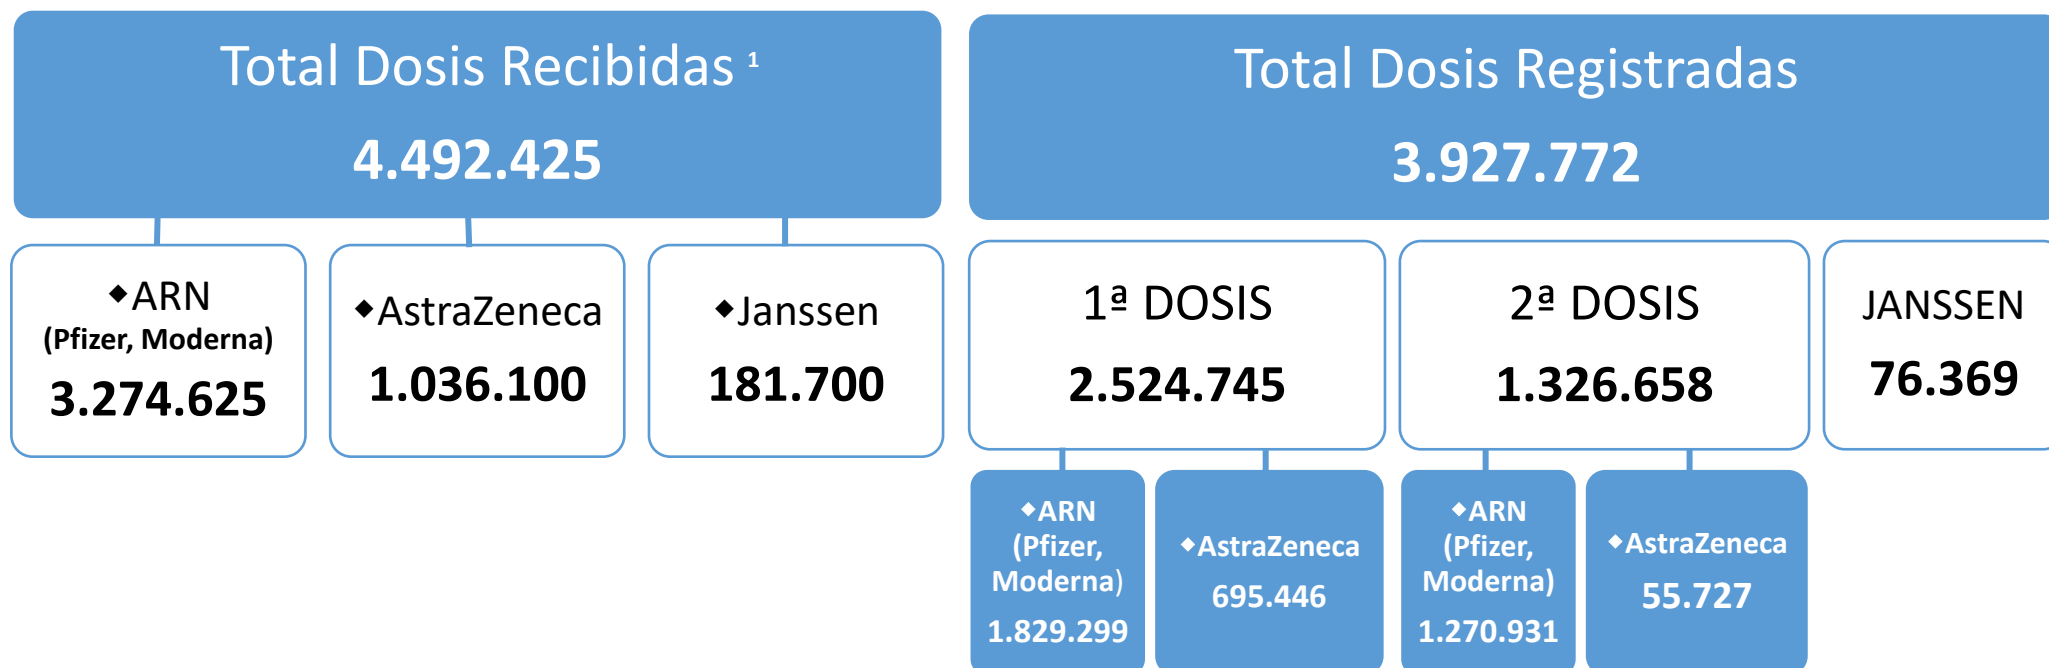 Total Dosis Recibidas ¹
4.492.425
◆ARN
(Pfizer, Moderna)
3.274.625
◆AstraZeneca
1.036.100
◆Janssen
181.700
Total Dosis Registradas
3.927.772
1ª DOSIS
2.524.745
◆ARN
(Pfizer,
Moderna)
1.829.299
◆AstraZeneca
695.446
2ª DOSIS
1.326.658
◆ARN
(Pfizer,
Moderna)
1.270.931
◆AstraZeneca
55.727
JANSSEN
76.369